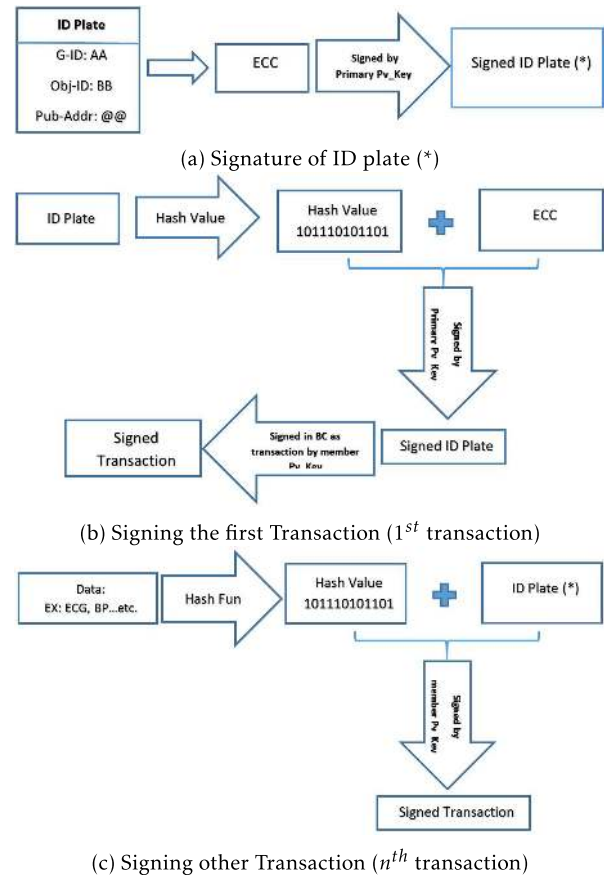 ID Plate
G-ID: AA
Obj-ID: BB
Pub-Addr: @@
ECC
Signed by
Primary Pv_Key
Signed ID Plate (*)
(a) Signature of ID plate (*)
ID Plate
Hash Value
Hash Value
101110101101
ECC
Signed by
Primary Pv_Key
Signed ID Plate
Signed in BC as
transaction by member
Pv_Key
Signed
Transaction
(b) Signing the first Transaction (1st transaction)
Data:
EX: ECG, BP...etc.
Hash Fun
Hash Value
101110101101
ID Plate (*)
Signed by
member Pv_Key
Signed Transaction
(c) Signing other Transaction (nth transaction)